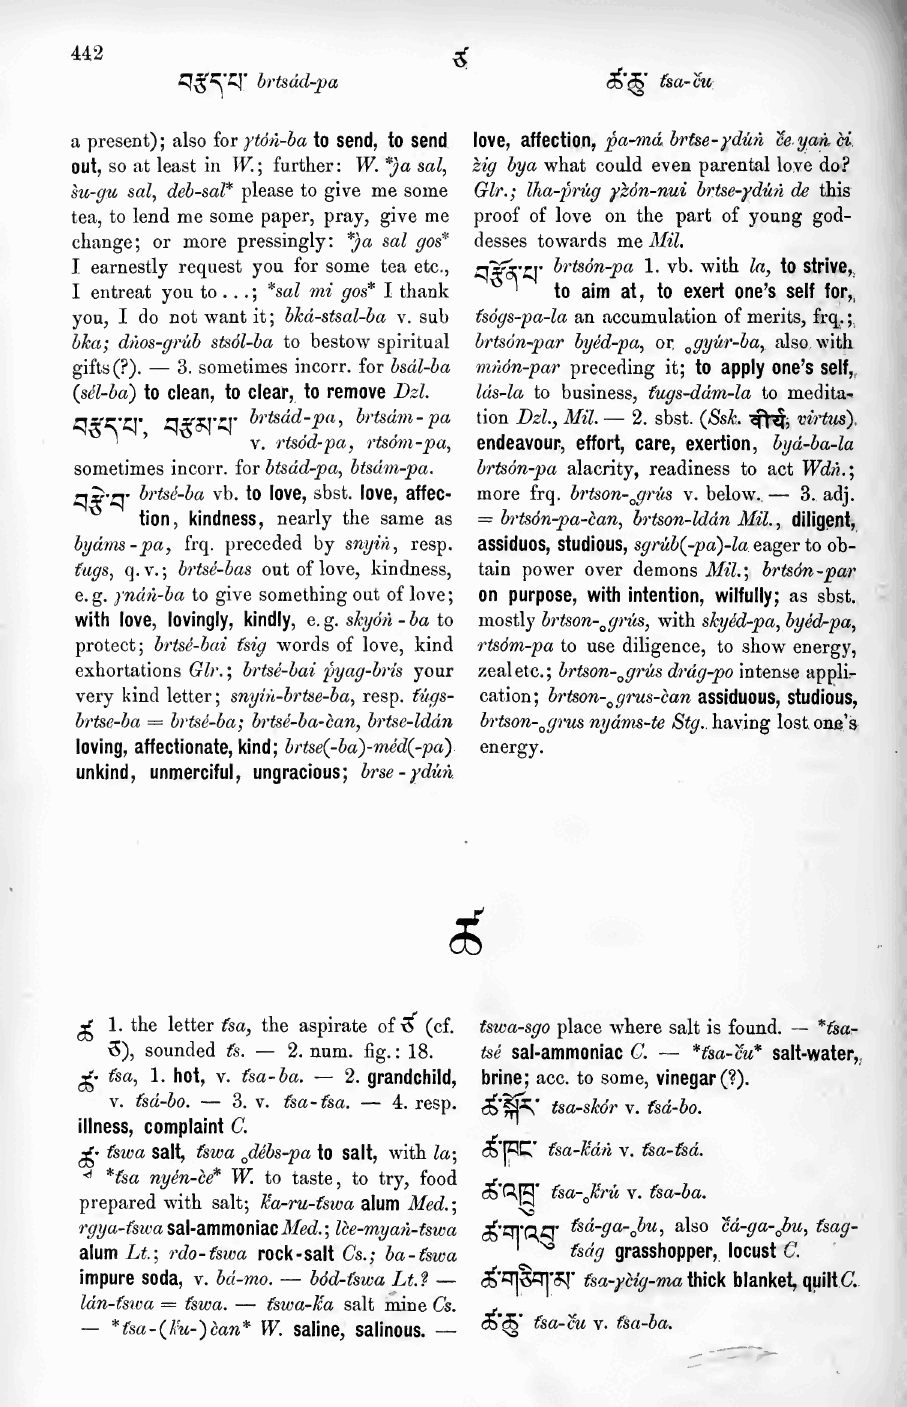 442
ཙ
བརྩད་པ་ brtsád-pa
ཚ་ཆུ་ t́sa-c̓u
a present); also for γtóṅ-ba to send, to send
out, so at least in W.; further: W. *ǰa sal,
šu-gu sal, deb-sal* please to give me some
tea, to lend me some paper, pray, give me
change; or more pressingly: *ǰa sal gos*
I earnestly request you for some tea etc.,
I entreat you to . . .; *sal mi gos* I thank
you, I do not want it; bká-stsal-ba v. sub
bka; dṅos-grúb stsól-ba to bestow spiritual
gifts (?). — 3. sometimes incorr. for bsál-ba
(sél-ba) to clean, to clear, to remove Dzl.
བརྩད་པ་, བརྩམ་པ་ brtsád-pa, brtsám-pa
v. rtsód-pa, rtsóm-pa,
sometimes incorr. for btsád-pa, btsám-pa.
བརྩེ་བ་ brtsé-ba vb. to love, sbst. love, affec-
tion, kindness, nearly the same as
byáms-pa, frq. preceded by snyiṅ, resp.
t́ugs, q. v.; brtsé-bas out of love, kindness,
e. g. γnáṅ-ba to give something out of love;
with love, lovingly, kindly, e. g. skyóṅ-ba to
protect; brtsé-bai t́sig words of love, kind
exhortations Glr.; brtsé-bai ṕyag-bris your
very kind letter; snyiṅ-brtse-ba, resp. t́úgs-
brtse-ba = brtsé-ba; brtsé-ba-čan, brtse-ldán
loving, affectionate, kind; brtse(-ba)-méd(-pa)
unkind, unmerciful, ungracious; brse-γdúṅ
love, affection, ṕa-má brtse-γdúṅ c̓e yaṅ či
žig bya what could even parental love do?
Glr.; lha-ṕrúg γžón-nui brtse-γdúṅ de this
proof of love on the part of young god-
desses towards me Mil.
བརྩོན་པ་ brtsón-pa 1. vb. with la, to strive,
to aim at, to exert one's self for,
t́sógs-pa-la an accumulation of merits, frq.;
brtsón-par byéd-pa, or ₒgyúr-ba, also with
mṅón-par preceding it; to apply one's self,
lás-la to business, t́ugs-dám-la to medita-
tion Dzl., Mil. — 2. sbst. (Ssk. वीर्य; virtus)
endeavour, effort, care, exertion, byá-ba-la
brtsón-pa alacrity, readiness to act Wdṅ.;
more frq. brtson-ₒgrús v. below. — 3. adj.
= brtsón-pa-čan, brtson-ldán Mil., diligent,
assiduos, studious, sgrúb(-pa)-la eager to ob-
tain power over demons Mil.; brtsón-par
on purpose, with intention, wilfully; as sbst.
mostly brtson-ₒgrús, with skyéd-pa, byéd-pa,
rtsóm-pa to use diligence, to show energy,
zeal etc.; brtson-ₒgrús drág-po intense appli-
cation; brtson-ₒgrus-čan assiduous, studious,
brtson-ₒgrus nyáms-te Stg. having lost one's
energy.
ཚ
ཚ 1. the letter t́sa, the aspirate of ཙ (cf.
ཙ), sounded t́s. — 2. num. fig.: 18.
ཚ་ t́sa, 1. hot, v. t́sa-ba. — 2. grandchild,
v. t́sá-bo. — 3. v. t́sa-t́sa. — 4. resp.
illness, complaint C.
ཚྭ་ t́swa salt, t́swa ₒdébs-pa to salt, with la;
*t́sa nyén-če* W. to taste, to try, food
prepared with salt; ḱa-ru-t́swa alum Med.;
rgya-t́swa sal-ammoniac Med.; lče-myaṅ-tswa
alum Lt.; rdo-t́swa rock-salt Cs.; ba-t́swa
impure soda, v. bá-mo. — bód-t́swa Lt.? —
lán-t́swa = t́swa. — t́swa-ḱa salt mine Cs.
— *t́sa-(ḱu-)čan* W. saline, salinous. —
t́swa-sgo place where salt is found. — *t́sa-
tsé sal-ammoniac C. — *t́sa-c̓u* salt-water,
brine; acc. to some, vinegar (?).
ཚ་སྐོར་ tsa-skór v. t́sá-bo.
ཚ་ཁང་ t́sa-ḱáṅ v. t́sa-t́sá.
ཚ་འཁྲུ་ t́sa-ₒḱrú v. t́sa-ba.
ཚ་ག་འབུ་ t́sá-ga-ₒbu, also c̓á-ga-ₒbu, t́sag-
t́ság grasshopper, locust C.
ཚ་གཅིག་མ་ t́sa-γčíg-ma thick blanket, quilt C.
ཚ་ཆུ་ t́sa-c̓u v. t́sa-ba.